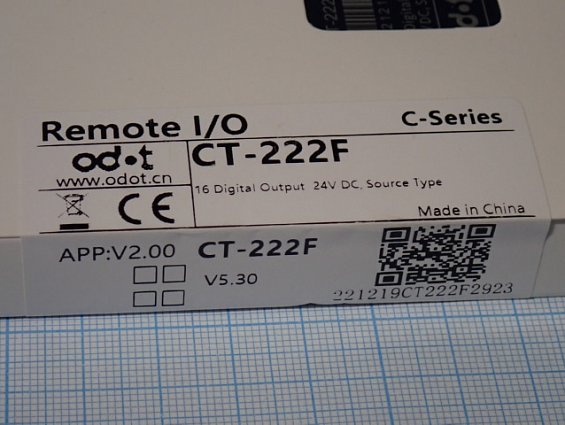 Remote I/O
C-Series
odot
www.odot.cn
CE
CT-222F
16 Digital Output 24V DC, Source Type
Made in China
APP:V2.00
CT-222F
V5.30
221219CT222F2923